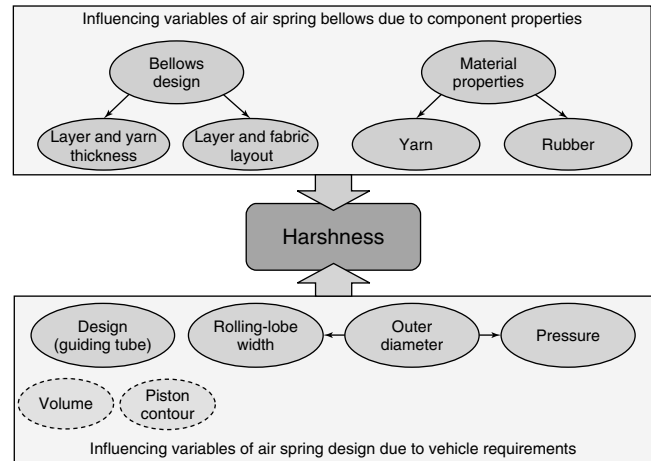 Influencing variables of air spring bellows due to component properties
Bellows
design
Material
properties
Layer and yarn
thickness
Layer and fabric
layout
Yarn
Rubber
Harshness
Design
(guiding tube)
Rolling-lobe
width
Outer
diameter
Pressure
Volume
Piston
contour
Influencing variables of air spring design due to vehicle requirements